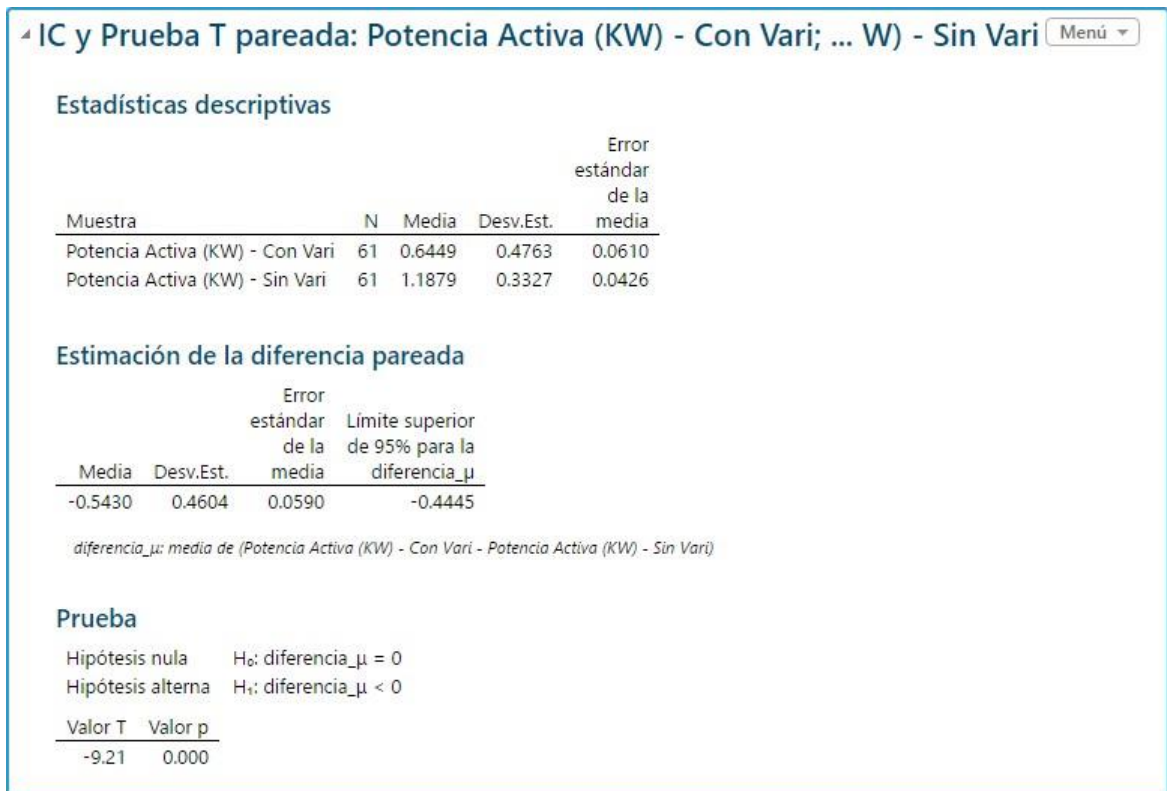 IC y Prueba T pareada: Potencia Activa (KW) - Con Vari; ... W) - Sin Vari Menú
Estadísticas descriptivas
Error
estándar
de la
Muestra N Media Desv.Est. media
Potencia Activa (KW) - Con Vari 61 0.6449 0.4763 0.0610
Potencia Activa (KW) - Sin Vari 61 1.1879 0.3327 0.0426
Estimación de la diferencia pareada
Error
estándar Límite superior
de la de 95% para la
Media Desv.Est. media diferencia_µ
-0.5430 0.4604 0.0590 -0.4445
diferencia_µ: media de (Potencia Activa (KW) - Con Vari - Potencia Activa (KW) - Sin Vari)
Prueba
Hipótesis nula H₀: diferencia_µ = 0
Hipótesis alterna H₁: diferencia_µ < 0
Valor T Valor p
-9.21 0.000